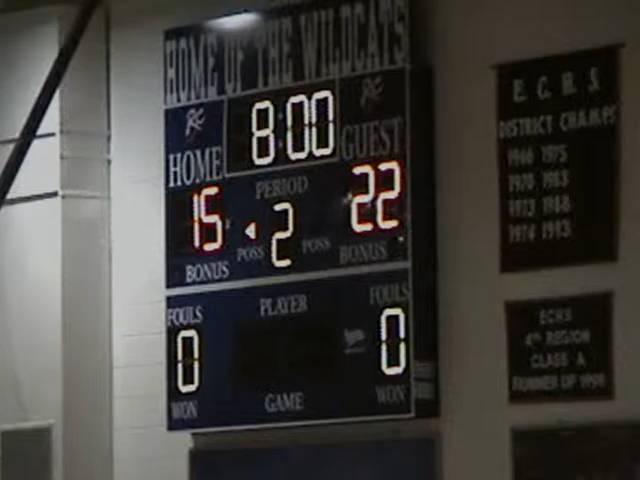 HOME OF THE WILDCATS
8:00
HOME
GUEST
15
PERIOD
22
POSS 2 POSS
BONUS
BONUS
FOULS
PLAYER
FOULS
0
0
WON
GAME
WON
E. C. H. S.
DISTRICT CHAMPS
1966 1975
1970 1983
1973 1988
1974 1993
ECHS
4TH REGION
CLASS A
RUNNER UP